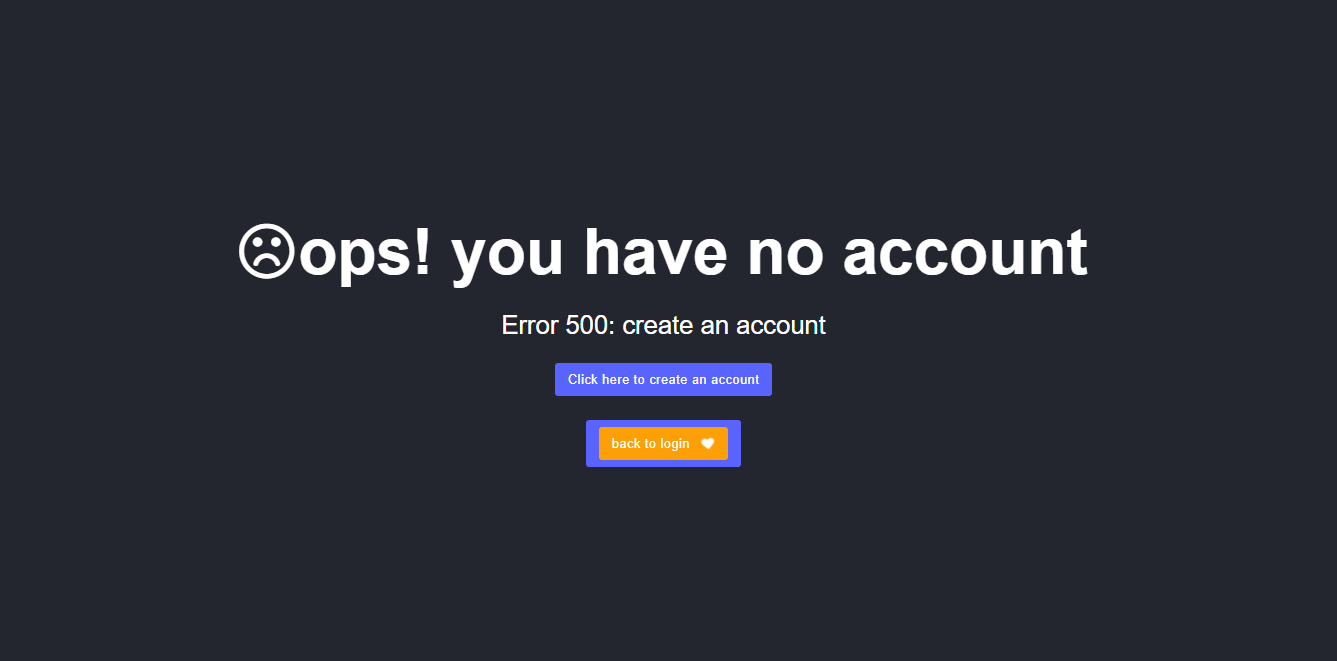 ☹ops! you have no account
Error 500: create an account
Click here to create an account
back to login